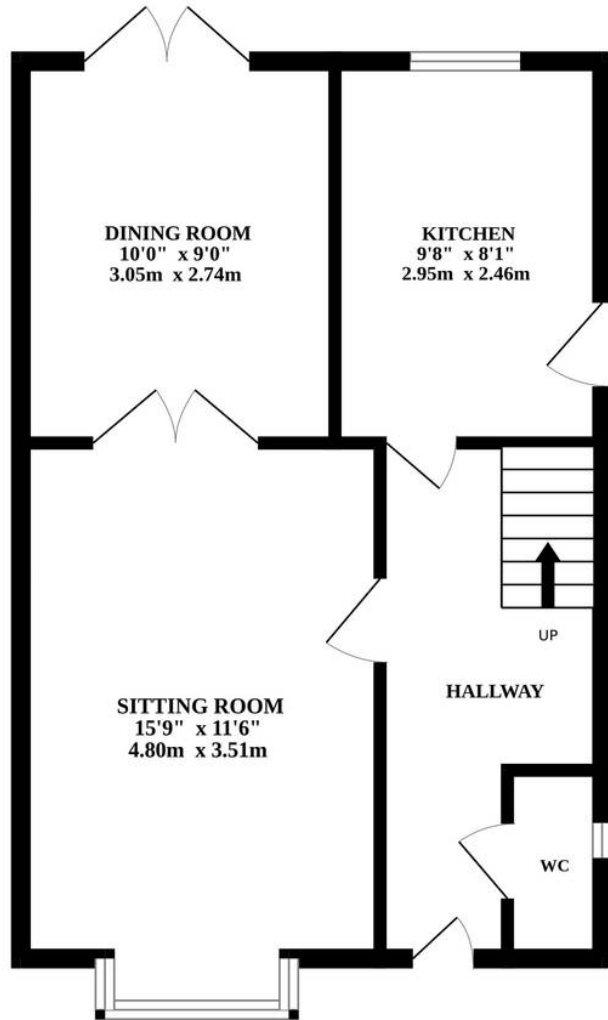 DINING ROOM
10'0" x 9'0"
3.05m x 2.74m
KITCHEN
9'8" x 8'1"
2.95m x 2.46m
UP
HALLWAY
SITTING ROOM
15'9" x 11'6"
4.80m x 3.51m
WC